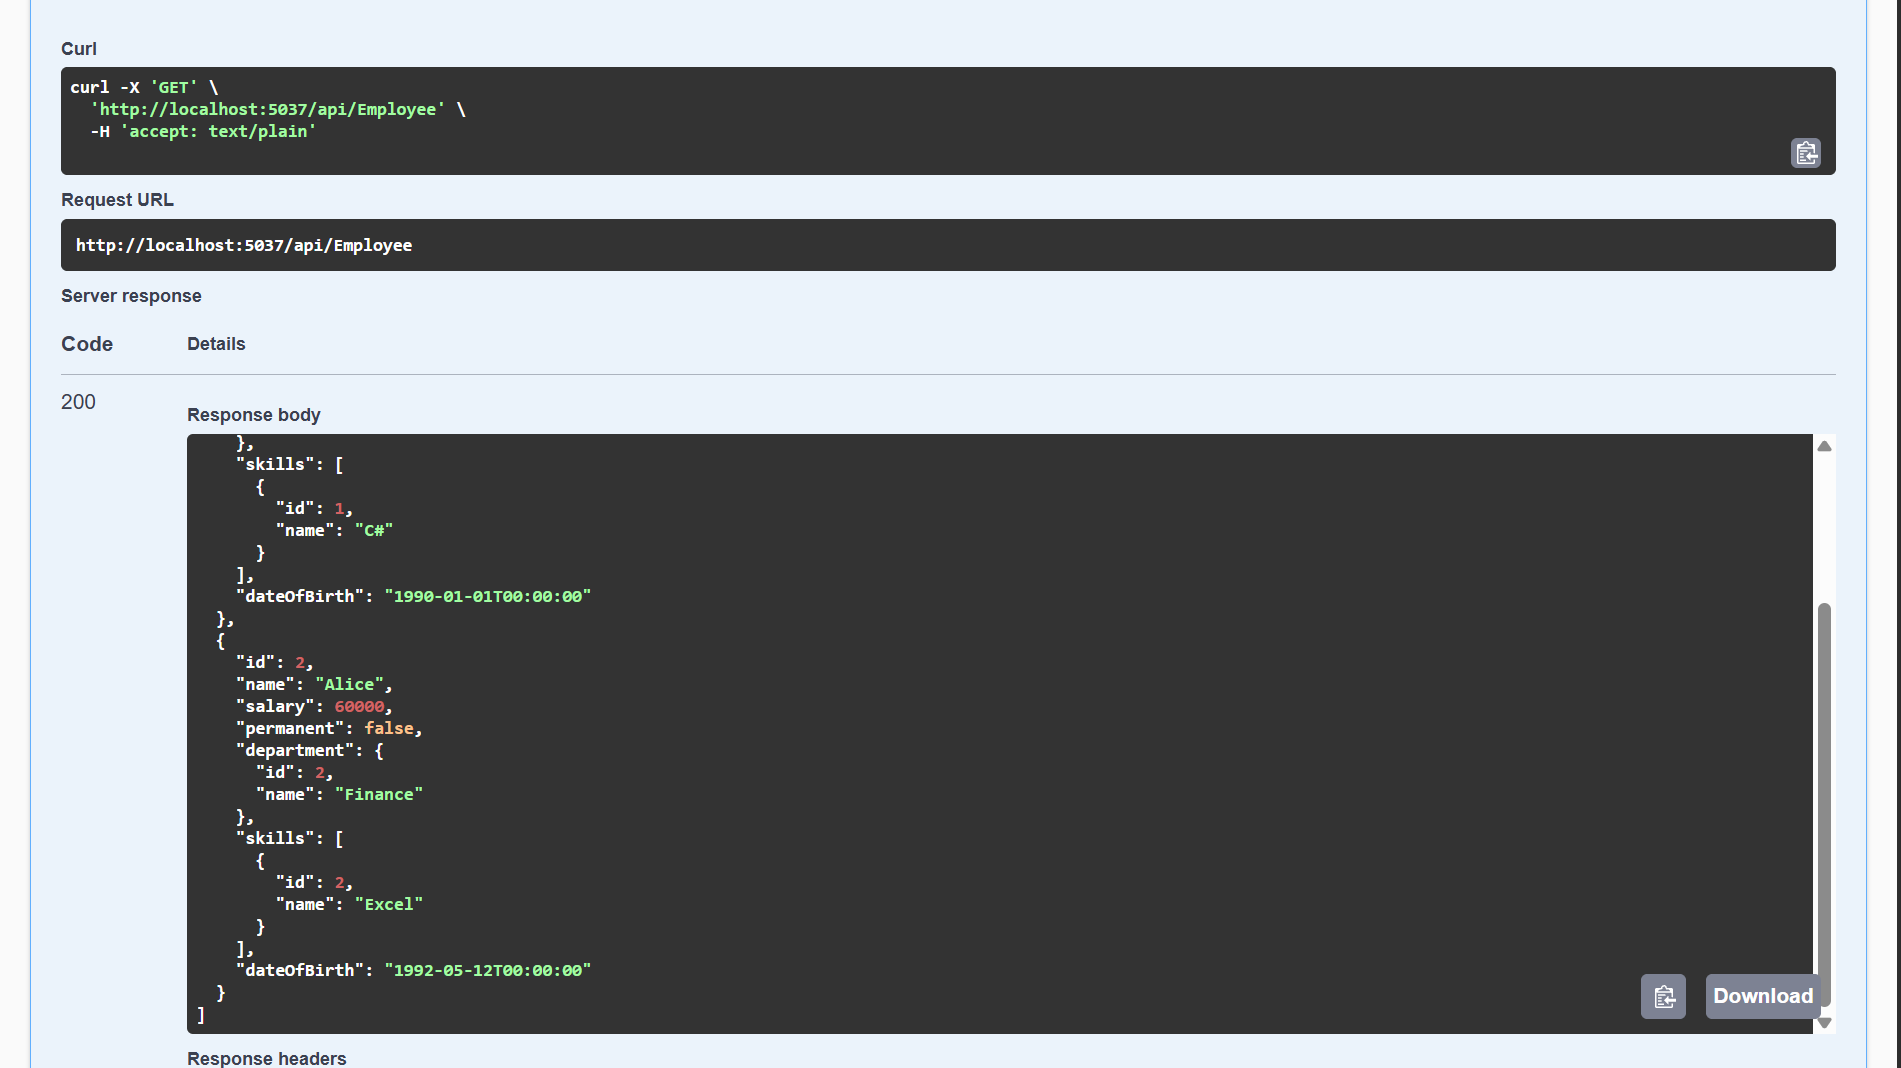 Curl
curl -X 'GET' \
  'http://localhost:5037/api/Employee' \
  -H 'accept: text/plain'
Request URL
http://localhost:5037/api/Employee
Server response
Code Details
200
Response body
    },
    "skills": [
      {
        "id": 1,
        "name": "C#"
      }
    ],
    "dateOfBirth": "1990-01-01T00:00:00"
  },
  {
    "id": 2,
    "name": "Alice",
    "salary": 60000,
    "permanent": false,
    "department": {
      "id": 2,
      "name": "Finance"
    },
    "skills": [
      {
        "id": 2,
        "name": "Excel"
      }
    ],
    "dateOfBirth": "1992-05-12T00:00:00"
  }
]
Download
Response headers